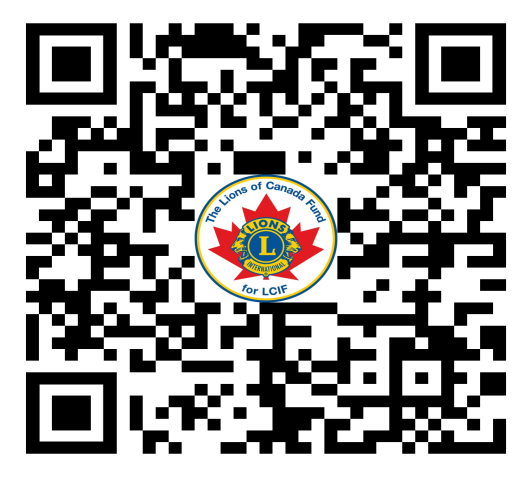 The Lions of Canada Fund
LIONS
L
INTERNATIONAL
for LCIF